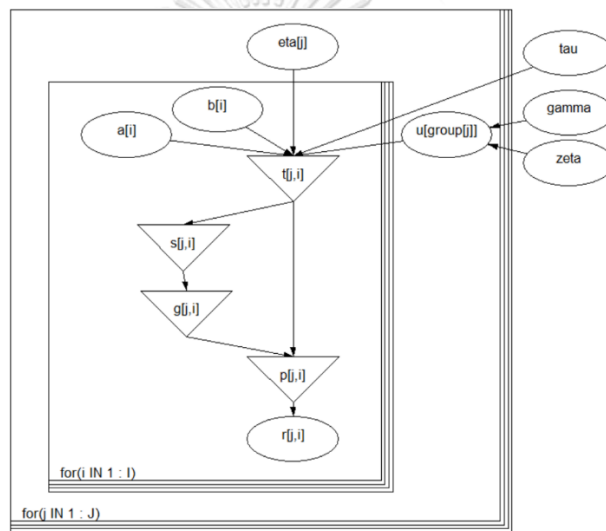 eta[j]
tau
b[i]
gamma
a[i]
u[group[j]]
zeta
t[j,i]
s[j,i]
g[j,i]
p[j,i]
r[j,i]
for(i IN 1 : I)
for(j IN 1 : J)